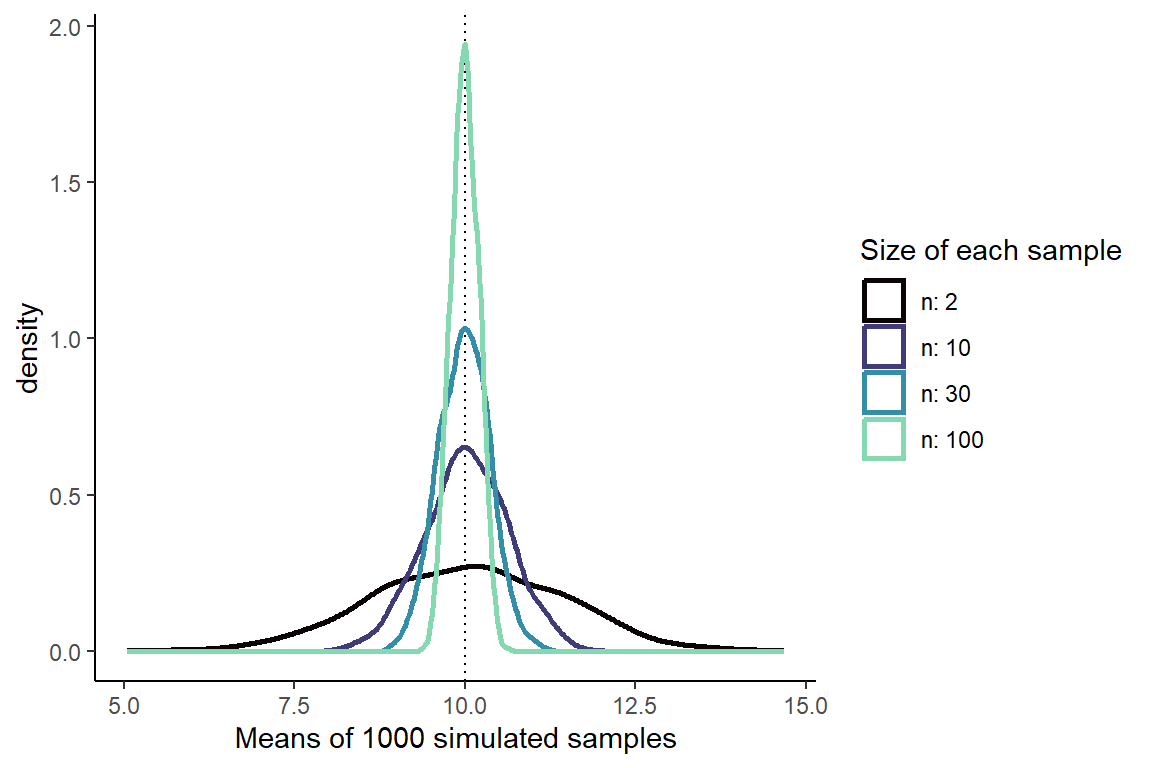 2.0
1.5
1.0
0.5
0.0
density
5.0 7.5 10.0 12.5 15.0
Means of 1000 simulated samples
Size of each sample
n: 2
n: 10
n: 30
n: 100